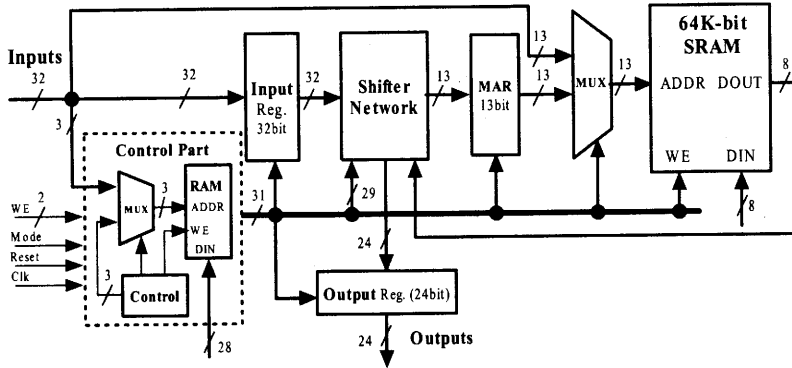 Inputs
32
32
3
Input
Reg.
32bit
32
Shifter
Network
13
MAR
13bit
13
13
MUX
13
64K-bit
SRAM
ADDR DOUT
WE DIN
8
8
Control Part
MUX
3
RAM
ADDR
WE
DIN
Control
3
28
WE
2
Mode
Reset
Clk
31
29
24
Output Reg. (24bit)
24
Outputs